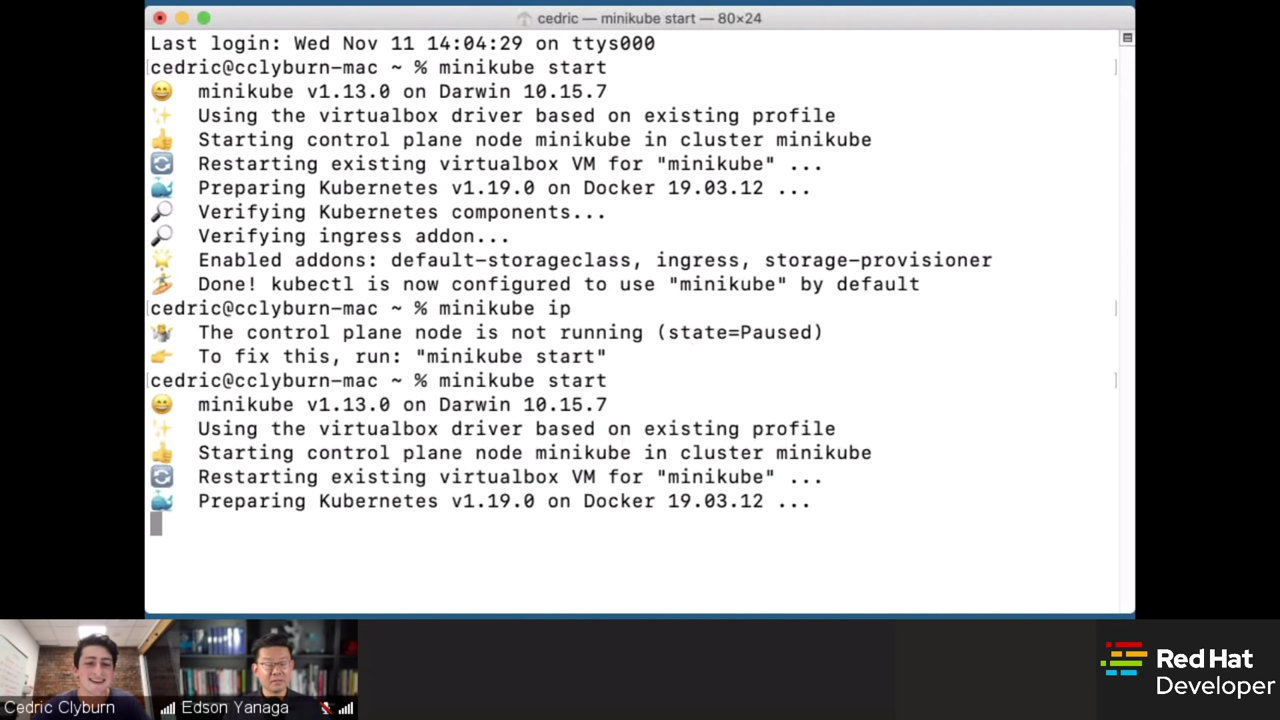 cedric — minikube start — 80×24
Last login: Wed Nov 11 14:04:29 on ttys000
[cedric@cclyburn-mac ~ % minikube start ]
minikube v1.13.0 on Darwin 10.15.7
Using the virtualbox driver based on existing profile
Starting control plane node minikube in cluster minikube
Restarting existing virtualbox VM for "minikube" ...
Preparing Kubernetes v1.19.0 on Docker 19.03.12 ...
Verifying Kubernetes components...
Verifying ingress addon...
Enabled addons: default-storageclass, ingress, storage-provisioner
Done! kubectl is now configured to use "minikube" by default
[cedric@cclyburn-mac ~ % minikube ip ]
The control plane node is not running (state=Paused)
To fix this, run: "minikube start"
[cedric@cclyburn-mac ~ % minikube start ]
minikube v1.13.0 on Darwin 10.15.7
Using the virtualbox driver based on existing profile
Starting control plane node minikube in cluster minikube
Restarting existing virtualbox VM for "minikube" ...
Preparing Kubernetes v1.19.0 on Docker 19.03.12 ...
Cedric Clyburn
Edson Yanaga
Red Hat
Developer